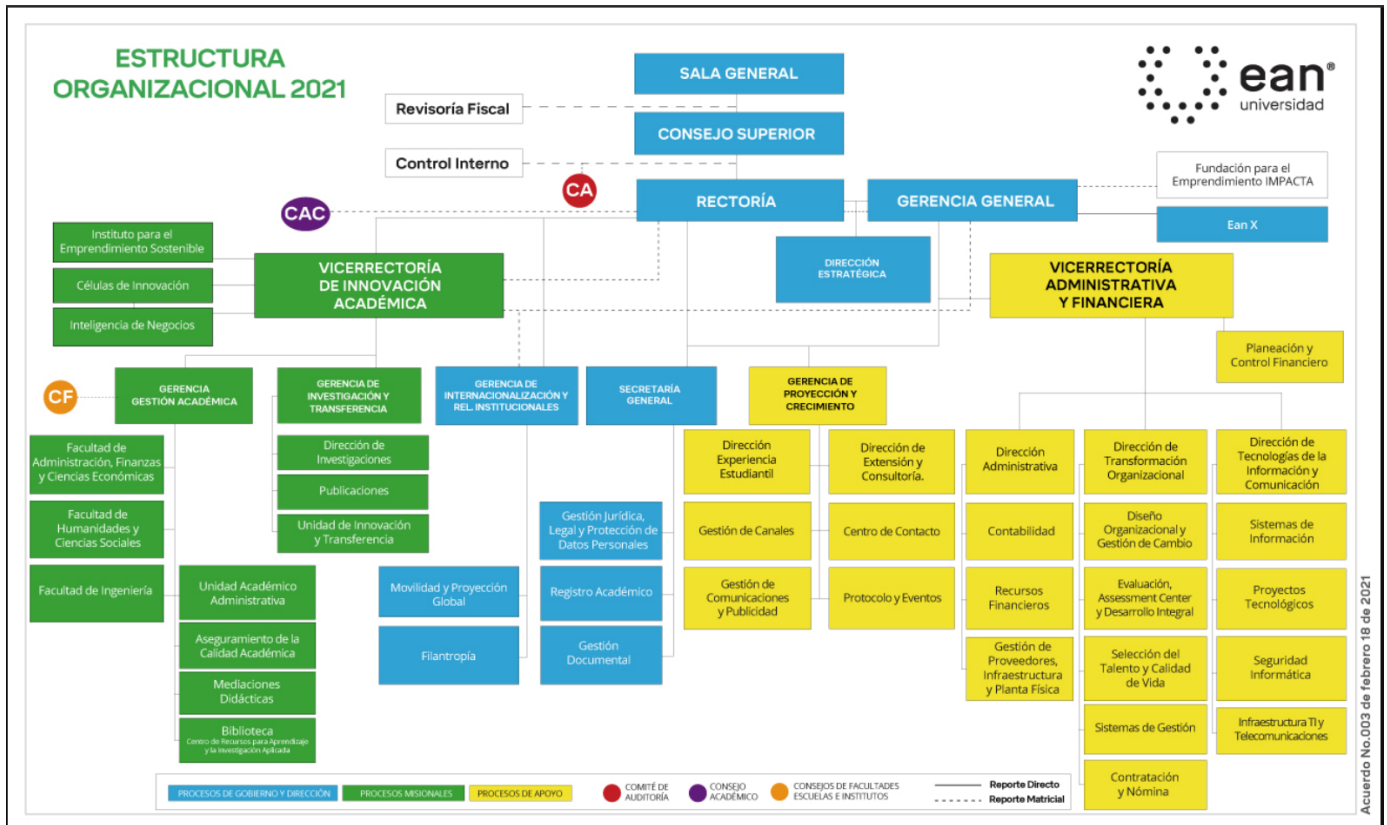 ESTRUCTURA
ORGANIZACIONAL 2021
ean®
universidad
SALA GENERAL
Revisoría Fiscal
CONSEJO SUPERIOR
Control Interno
CA
RECTORÍA
GERENCIA GENERAL
Fundación para el
Emprendimiento IMPACTA
Ean X
CAC
Instituto para el
Emprendimiento Sostenible
Células de Innovación
Inteligencia de Negocios
VICERRECTORÍA
DE INNOVACIÓN
ACADÉMICA
DIRECCIÓN
ESTRATÉGICA
VICERRECTORÍA
ADMINISTRATIVA
Y FINANCIERA
Planeación y
Control Financiero
CF
GERENCIA
GESTIÓN ACADÉMICA
GERENCIA DE
INVESTIGACIÓN Y
TRANSFERENCIA
GERENCIA DE
INTERNACIONALIZACIÓN Y
REL. INSTITUCIONALES
SECRETARÍA
GENERAL
GERENCIA DE
PROYECCIÓN Y
CRECIMIENTO
Facultad de
Administración, Finanzas
y Ciencias Económicas
Facultad de
Humanidades y
Ciencias Sociales
Facultad de Ingeniería
Unidad Académico
Administrativa
Aseguramiento de la
Calidad Académica
Mediaciones
Didácticas
Biblioteca
Centro de Recursos para Aprendizaje
y la Investigación Aplicada
Dirección de
Investigaciones
Publicaciones
Unidad de Innovación
y Transferencia
Movilidad y Proyección
Global
Filantropía
Gestión Jurídica,
Legal y Protección de
Datos Personales
Registro Académico
Gestión
Documental
Dirección
Experiencia
Estudiantil
Gestión de Canales
Gestión de
Comunicaciones
y Publicidad
Dirección de
Extensión y
Consultoría.
Centro de Contacto
Protocolo y Eventos
Dirección
Administrativa
Contabilidad
Recursos
Financieros
Gestión de
Proveedores,
Infraestructura
y Planta Física
Dirección de
Transformación
Organizacional
Diseño
Organizacional y
Gestión de Cambio
Evaluación,
Assessment Center
y Desarrollo Integral
Selección del
Talento y Calidad
de Vida
Sistemas de Gestión
Contratación
y Nómina
Dirección de
Tecnologías de la
Información y
Comunicación
Sistemas de
Información
Proyectos
Tecnológicos
Seguridad
Informática
Infraestructura TI y
Telecomunicaciones
PROCESOS DE GOBIERNO Y DIRECCIÓN
PROCESOS MISIONALES
PROCESOS DE APOYO
COMITÉ DE
AUDITORÍA
CONSEJO
ACADÉMICO
CONSEJOS DE FACULTADES
ESCUELAS E INSTITUTOS
Reporte Directo
Reporte Matricial
Acuerdo No.003 de febrero 18 de 2021